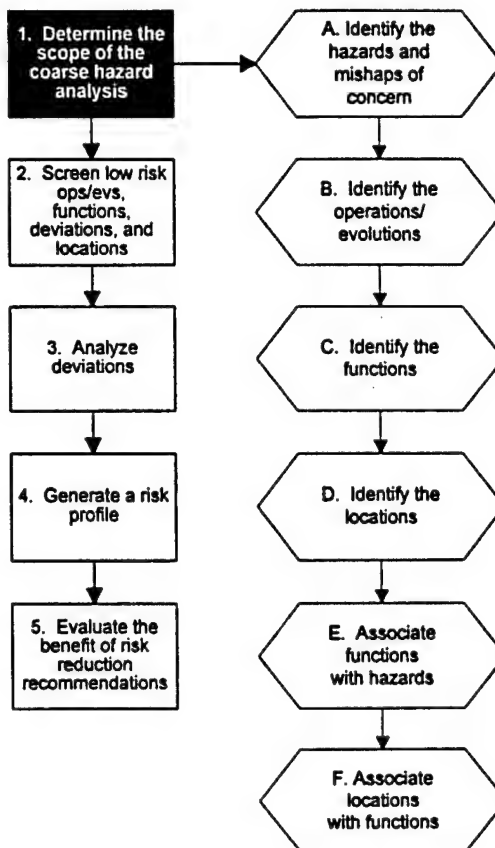 1. Determine the
scope of the
coarse hazard
analysis
A. Identify the
hazards and
mishaps of
concern
2. Screen low risk
ops/evs,
functions,
deviations, and
locations
B. Identify the
operations/
evolutions
3. Analyze
deviations
C. Identify the
functions
4. Generate a risk
profile
D. Identify the
locations
5. Evaluate the
benefit of risk
reduction
recommendations
E. Associate
functions
with hazards
F. Associate
locations
with functions